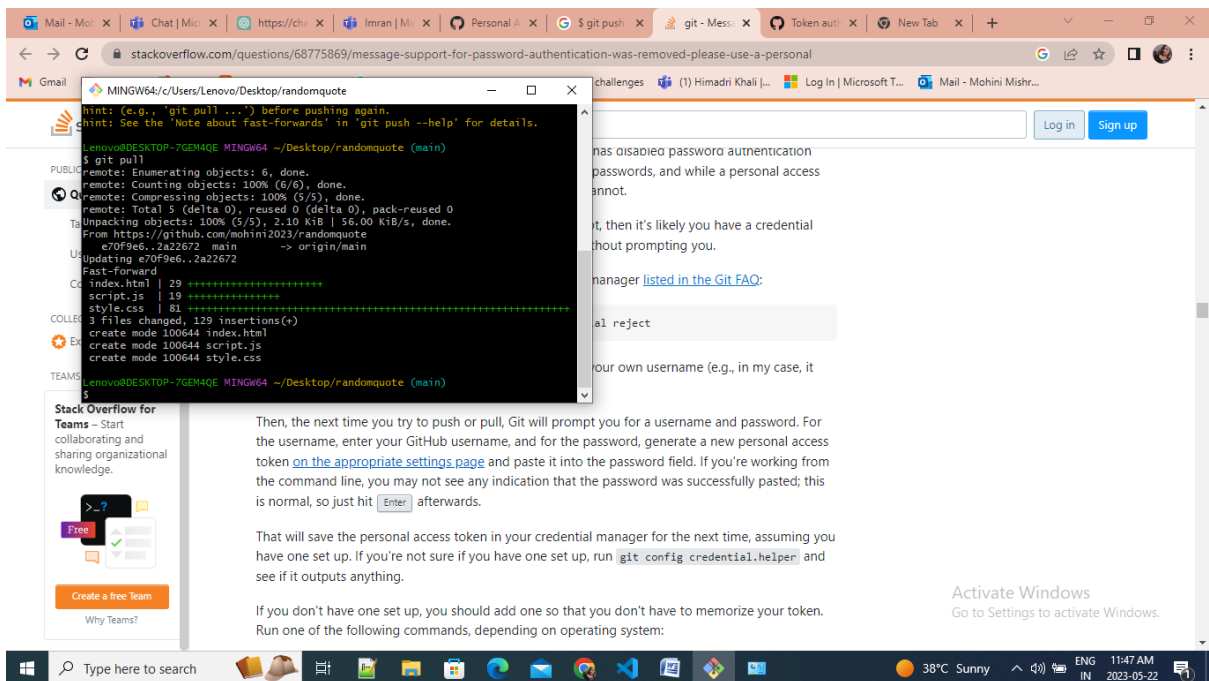 Mail - Moh
Chat | Micr
https://cha
Imran | Mi
Personal A
$ git push
git - Messa
Token auth
New Tab
stackoverflow.com/questions/68775869/message-support-for-password-authentication-was-removed-please-use-a-personal
Gmail
challenges
(1) Himadri Khali |...
Log In | Microsoft T...
Mail - Mohini Mishr...
MINGW64:/c/Users/Lenovo/Desktop/randomquote
hint: (e.g., 'git pull ...') before pushing again.
hint: See the 'Note about fast-forwards' in 'git push --help' for details.
Lenovo@DESKTOP-7GEM4QE MINGW64 ~/Desktop/randomquote (main)
$ git pull
remote: Enumerating objects: 6, done.
remote: Counting objects: 100% (6/6), done.
remote: Compressing objects: 100% (5/5), done.
remote: Total 5 (delta 0), reused 0 (delta 0), pack-reused 0
Unpacking objects: 100% (5/5), 2.10 KiB | 56.00 KiB/s, done.
From https://github.com/mohini2023/randomquote
e70f9e6..2a22672 main -> origin/main
Updating e70f9e6..2a22672
Fast-forward
index.html | 29 +++++++++++++++++++++++
script.js | 19 +++++++++++++++
style.css | 81 +++++++++++++++++++++++++++++++++++++++++++++++++++++++++++++++++
3 files changed, 129 insertions(+)
create mode 100644 index.html
create mode 100644 script.js
create mode 100644 style.css
Lenovo@DESKTOP-7GEM4QE MINGW64 ~/Desktop/randomquote (main)
$
Log in
Sign up
PUBLIC
Qu
Ta
Us
Co
COLLEC
Ex
TEAMS
has disabled password authentication
passwords, and while a personal access
annot.
pt, then it's likely you have a credential
thout prompting you.
manager listed in the Git FAQ:
al reject
your own username (e.g., in my case, it
Stack Overflow for
Teams – Start
collaborating and
sharing organizational
knowledge.
Free
Create a free Team
Why Teams?
Then, the next time you try to push or pull, Git will prompt you for a username and password. For
the username, enter your GitHub username, and for the password, generate a new personal access
token on the appropriate settings page and paste it into the password field. If you're working from
the command line, you may not see any indication that the password was successfully pasted; this
is normal, so just hit Enter afterwards.
That will save the personal access token in your credential manager for the next time, assuming you
have one set up. If you're not sure if you have one set up, run git config credential.helper and
see if it outputs anything.
If you don't have one set up, you should add one so that you don't have to memorize your token.
Run one of the following commands, depending on operating system:
Activate Windows
Go to Settings to activate Windows.
Type here to search
38°C Sunny
ENG
IN
11:47 AM
2023-05-22